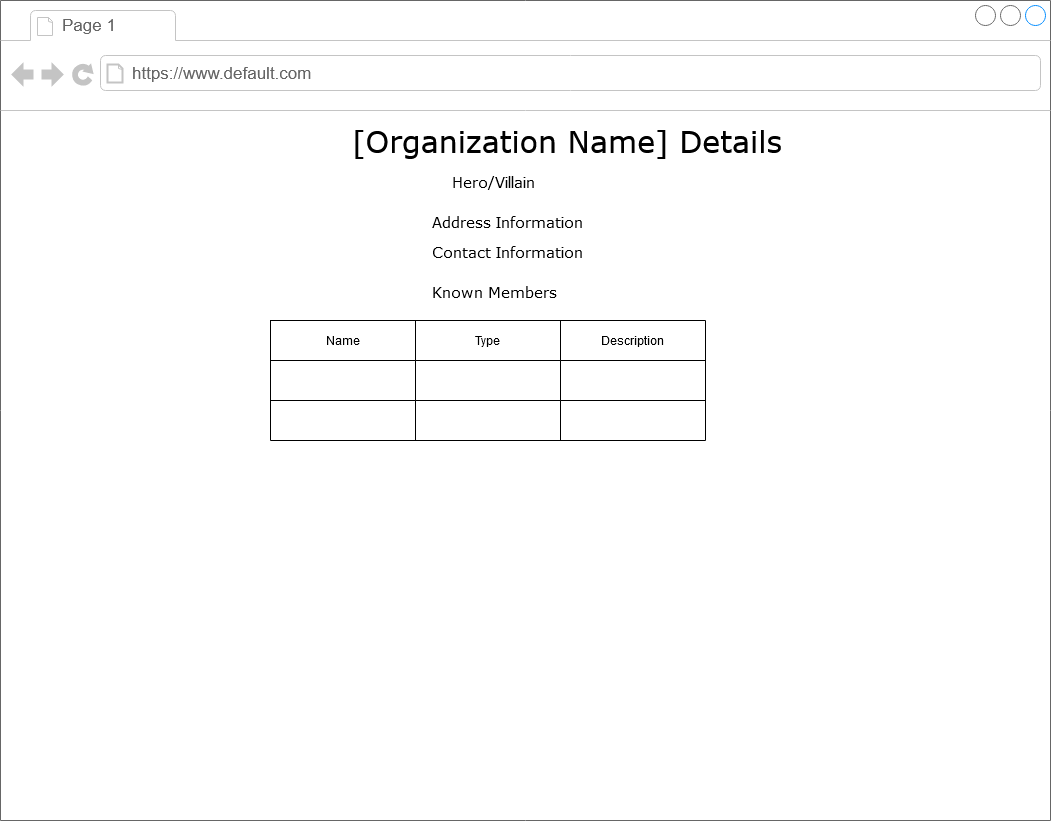 Page 1
https://www.default.com
[Organization Name] Details
Hero/Villain
Address Information
Contact Information
Known Members
Name Type Description